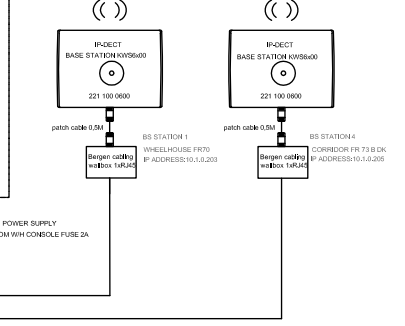 IP-DECT
BASE STATION KWS6x00
221 100 0600
patch cable 0,5M
BS STATION 1
Bergen cabling
wallbox 1xRJ45
WHEELHOUSE FR70
IP ADDRESS:10.1.0.203
IP-DECT
BASE STATION KWS6x00
221 100 0600
patch cable 0,5M
BS STATION 4
Bergen cabling
wallbox 1xRJ45
CORRIDOR FR 73 B DK
IP ADDRESS:10.1.0.205
POWER SUPPLY
OM W/H CONSOLE FUSE 2A